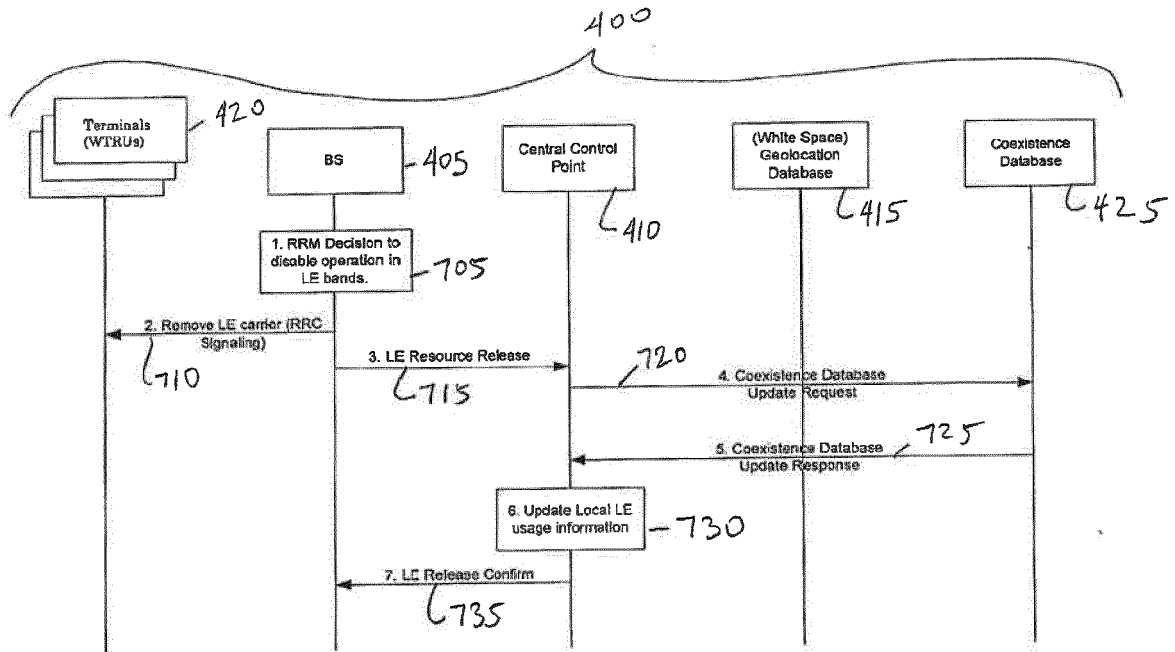 400
Terminals
(WTRUs)
420
BS
405
Central Control
Point
410
(White Space)
Geolocation
Database
415
Coexistence
Database
425
1. RRM Decision to
disable operation in
LE bands.
705
2. Remove LE carrier (RRC
Signaling)
710
3. LE Resource Release
715
720
4. Coexistence Database
Update Request
725
5. Coexistence Database
Update Response
6. Update Local LE
usage information
730
7. LE Release Confirm
735